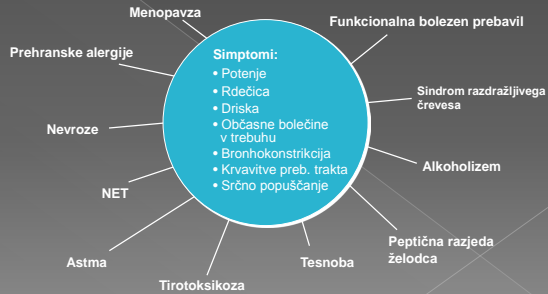 Menopavza
Funkcionalna bolezen prebavil
Prehranske alergije
Simptomi:
• Potenje
• Rdečica
• Driska
• Občasne bolečine
v trebuhu
• Bronhokonstrikcija
• Krvavitve preb. trakta
• Srčno popuščanje
Sindrom razdražljivega
črevesa
Nevroze
Alkoholizem
NET
Peptična razjeda
želodca
Astma
Tesnoba
Tirotoksikoza